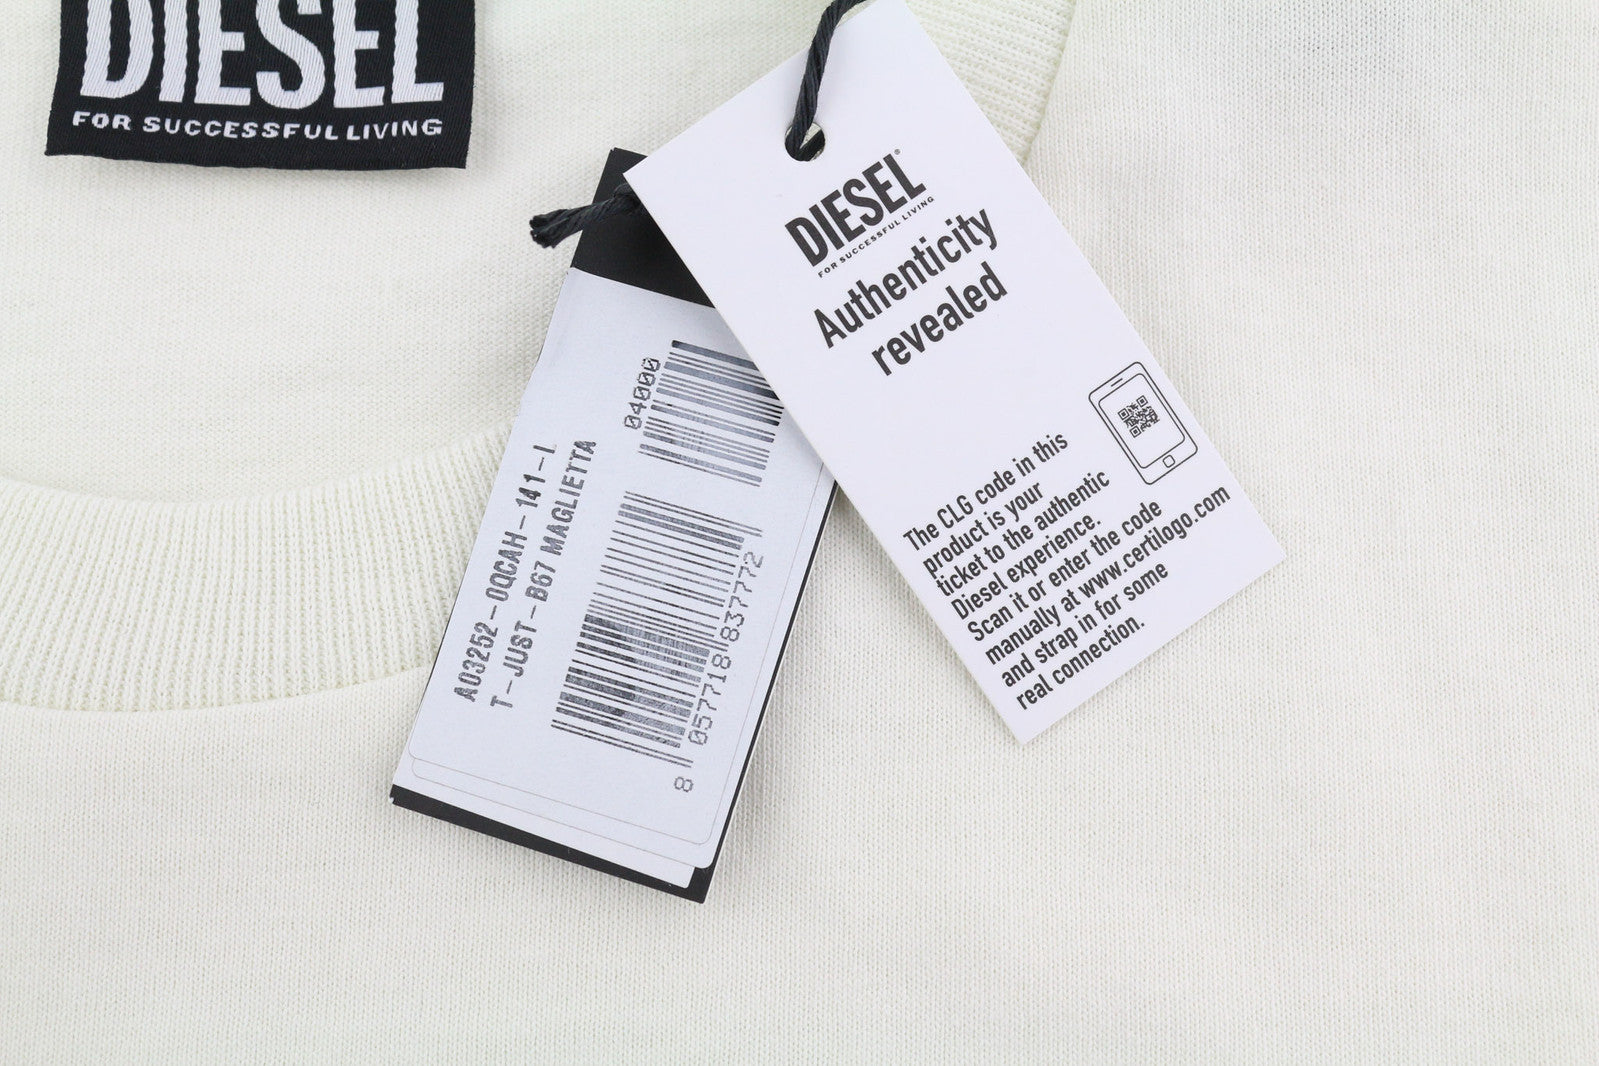 DIESEL
FOR SUCCESSFUL LIVING
DIESEL®
FOR SUCCESSFUL LIVING
Authenticity
revealed
The CLG code in this
product is your
ticket to the authentic
Diesel experience.
Scan it or enter the code
manually at www.certilogo.com
and strap in for some
real connection.
A03252-0QCAH-141-L
T-JUST-B67 MAGLIETTA
04000
8 057718 837772